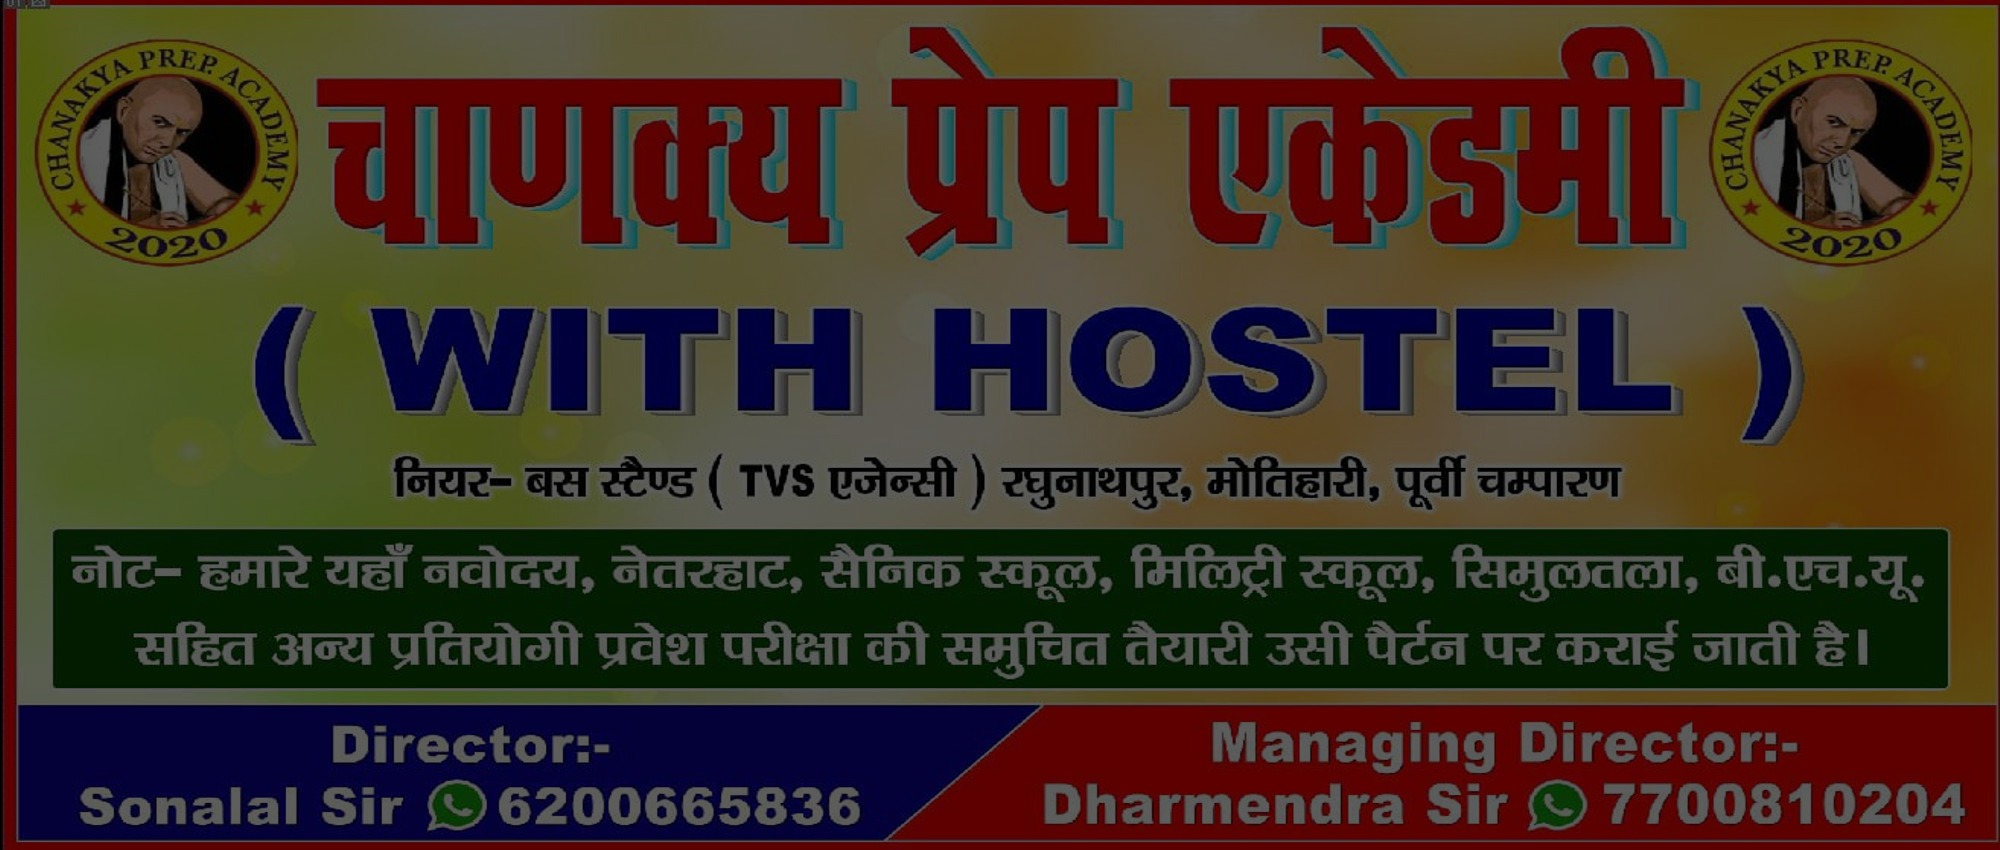 CHANAKYA PREP. ACADEMY
2020
चाणक्य प्रेप एकेडमी
CHANAKYA PREP. ACADEMY
2020
( WITH HOSTEL )
नियर- बस स्टैण्ड ( TVS एजेन्सी ) रघुनाथपुर, मोतिहारी, पूर्वी चम्पारण
नोट- हमारे यहाँ नवोदय, नेतरहाट, सैनिक स्कूल, मिलिट्री स्कूल, सिमुलतला, बी.एच.यू.
सहित अन्य प्रतियोगी प्रवेश परीक्षा की समुचित तैयारी उसी पैर्टन पर कराई जाती है।
Director:-
Sonalal Sir 6200665836
Managing Director:-
Dharmendra Sir 7700810204